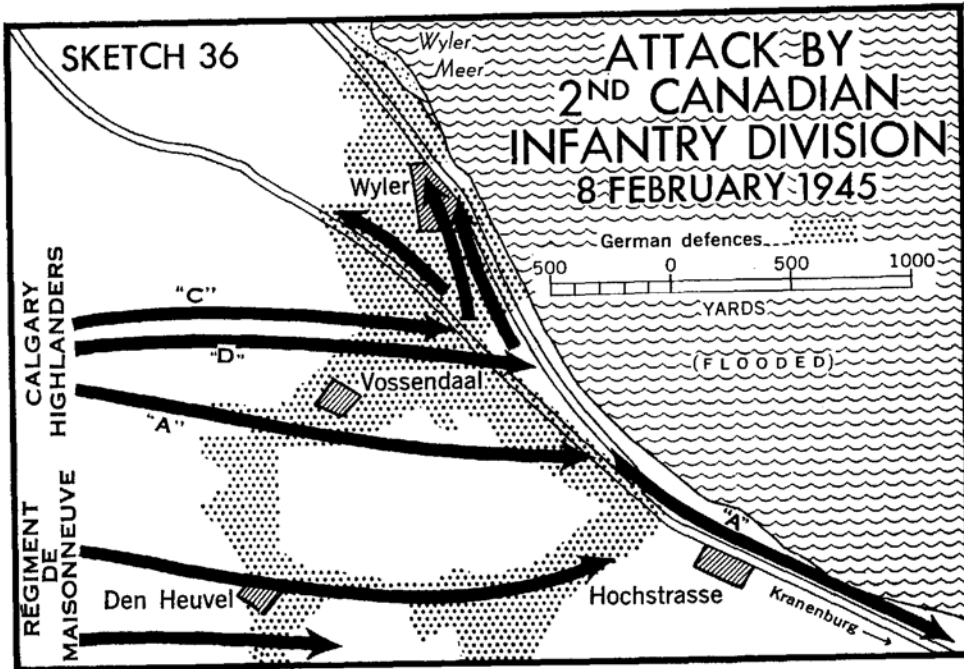 SKETCH 36
Wyler
Meer
ATTACK BY
2ND CANADIAN
INFANTRY DIVISION
8 FEBRUARY 1945
German defences
500 0 500 1000
YARDS
(FLOODED)
Wyler
CALGARY
HIGHLANDERS
"C"
"D"
Vossendaal
"A"
"A"
RÉGIMENT
DE
MAISONNEUVE
Den Heuvel
Hochstrasse
Kranenburg